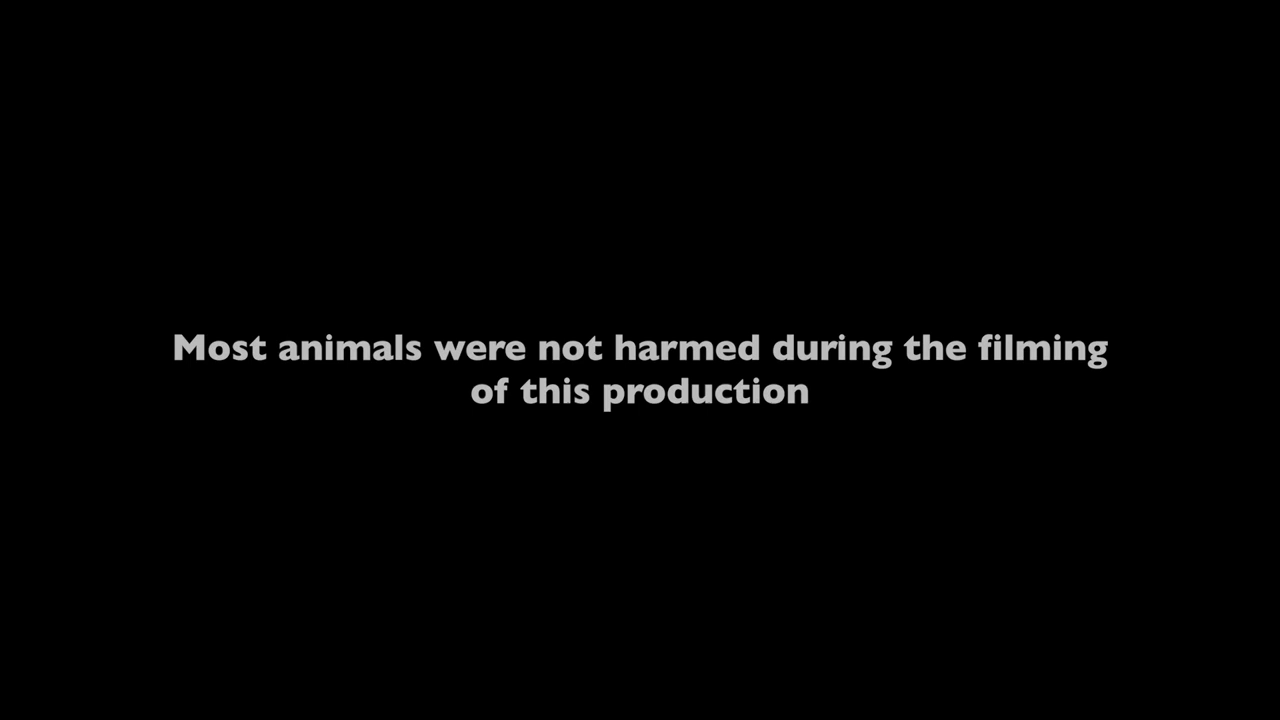 Most animals were not harmed during the filming
of this production